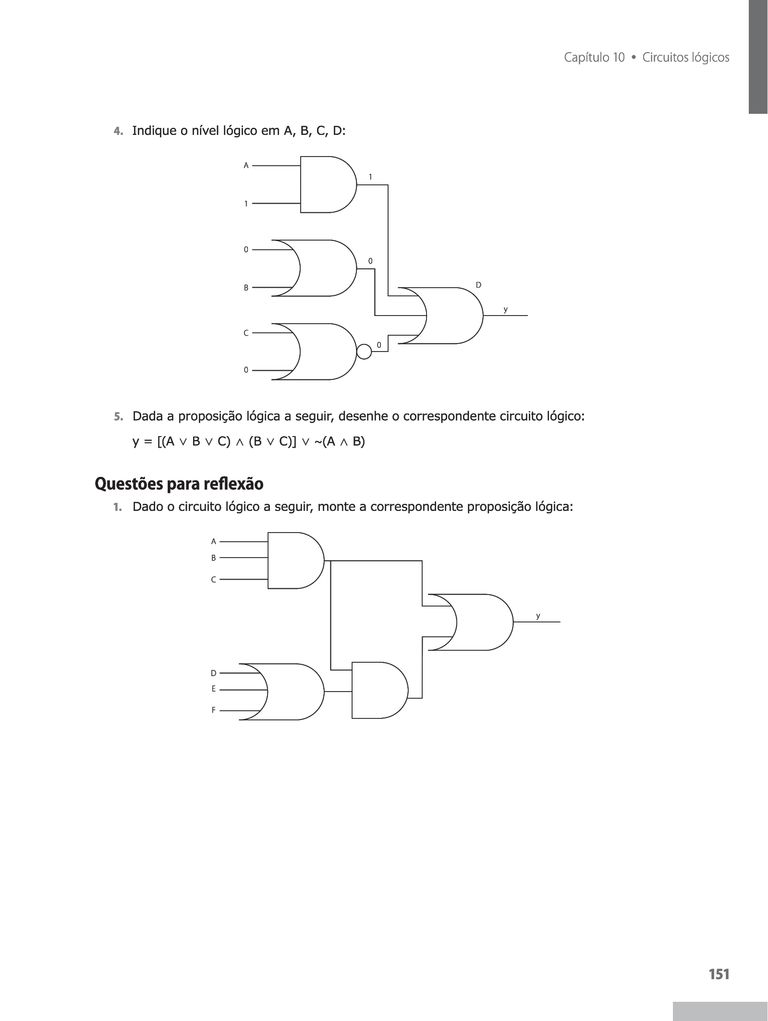 Capítulo 10 • Circuitos lógicos
4. Indique o nível lógico em A, B, C, D:
A
1
1
0
0
B
D
y
C
0
0
5. Dada a proposição lógica a seguir, desenhe o correspondente circuito lógico:
y = [(A ∨ B ∨ C) ∧ (B ∨ C)] ∨ ~(A ∧ B)
Questões para reflexão
1. Dado o circuito lógico a seguir, monte a correspondente proposição lógica:
A
B
C
y
D
E
F
151